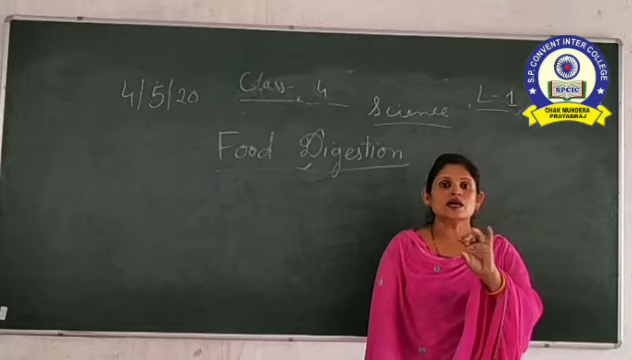 4/5/20 Class- 4 Science L-1
Food Digestion
S.P. CONVENT INTER COLLEGE
SPCIC
CHAK MUNDERA
PRAYAGRAJ